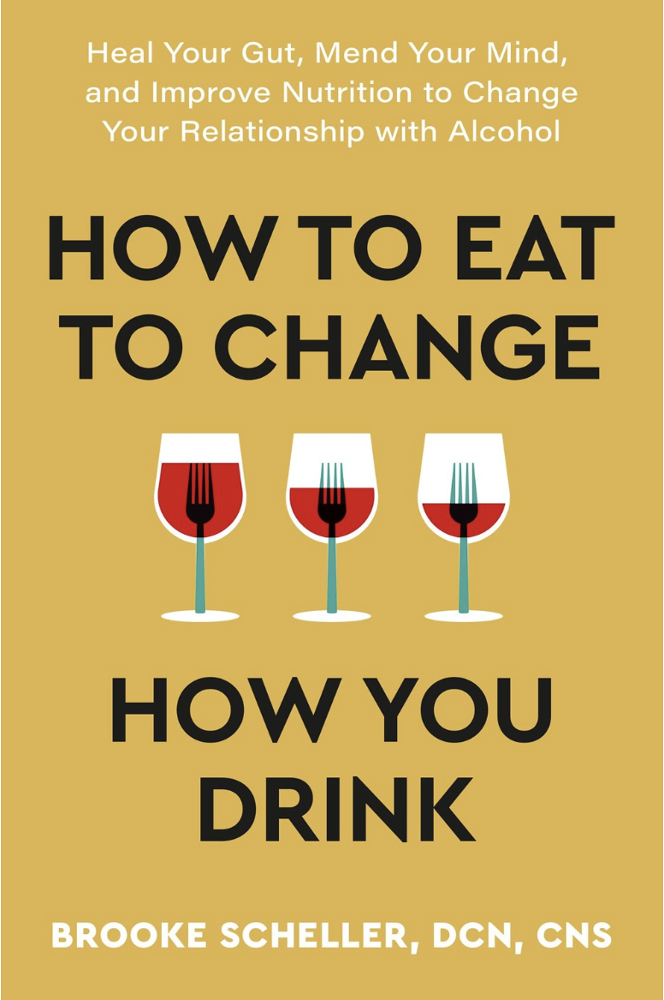 Heal Your Gut, Mend Your Mind,
and Improve Nutrition to Change
Your Relationship with Alcohol
HOW TO EAT
TO CHANGE
HOW YOU
DRINK
BROOKE SCHELLER, DCN, CNS